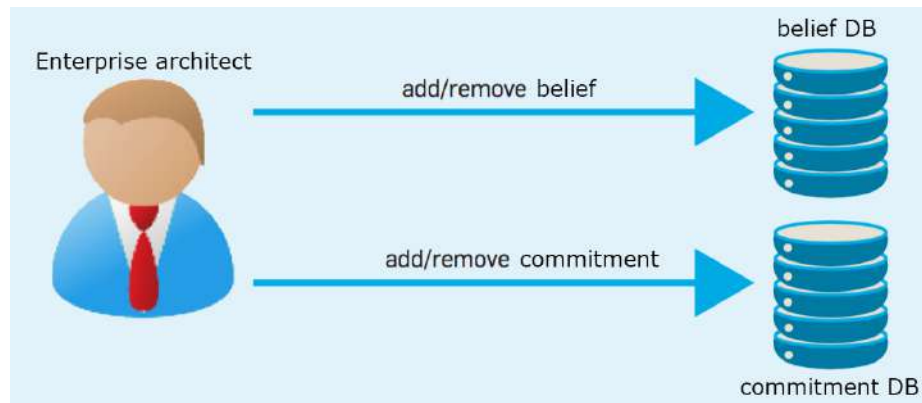 belief DB
Enterprise architect
add/remove belief
add/remove commitment
commitment DB